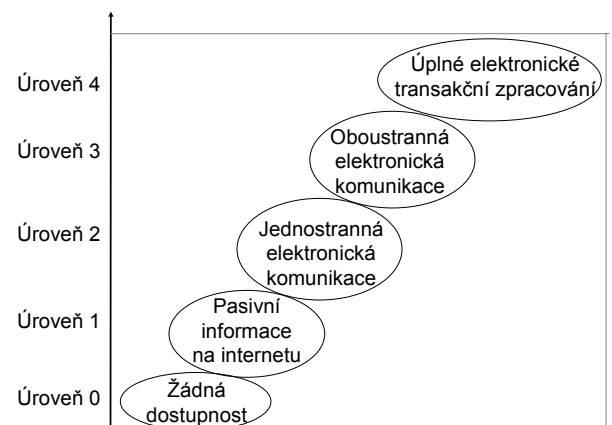 Úroveň 4
Úplné elektronické
transakční zpracování
Úroveň 3
Oboustranná
elektronická
komunikace
Úroveň 2
Jednostranná
elektronická
komunikace
Úroveň 1
Pasivní
informace
na internetu
Úroveň 0
Žádná
dostupnost